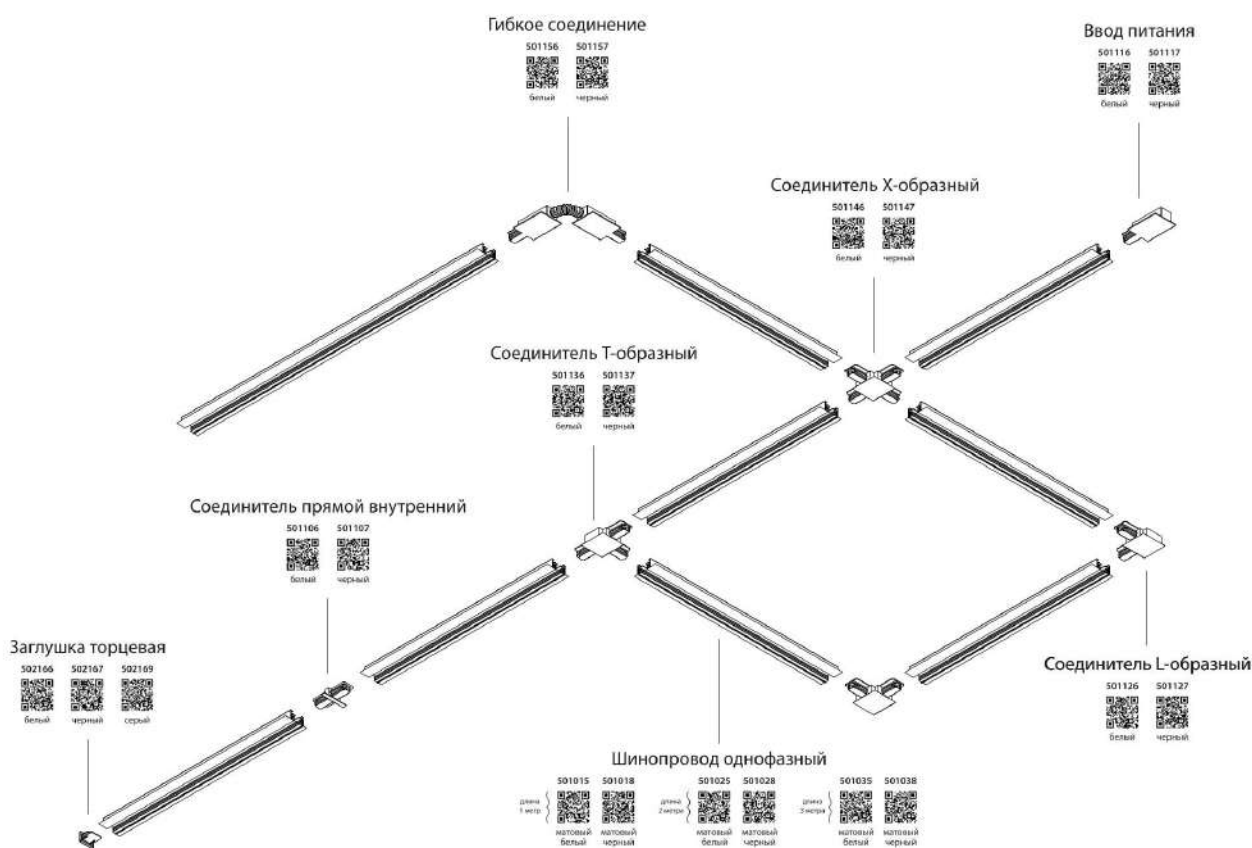 Гибкое соединение
501156 501157
белый черный
Ввод питания
501116 501117
белый черный
Соединитель X-образный
501146 501147
белый черный
Соединитель Т-образный
501136 501137
белый черный
Соединитель прямой внутренний
501106 501107
белый черный
Заглушка торцевая
502166 502167 502169
белый черный серый
Соединитель L-образный
501126 501127
белый черный
Шинопровод однофазный
501015 501018 501025 501028 501035 501038
длина длина длина
1 метр 2 метра 3 метра
матовый матовый матовый матовый матовый матовый
белый черный белый черный белый черный